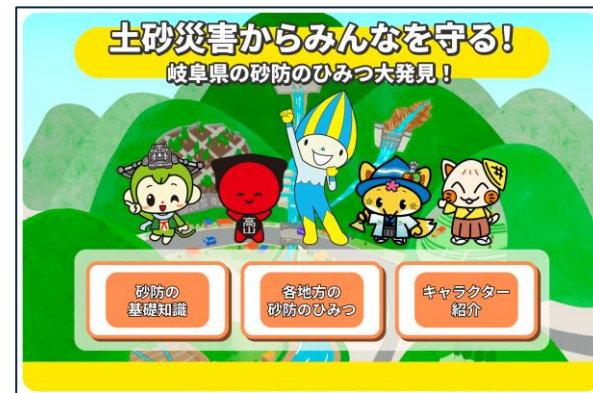 土砂災害からみんなを守る！
岐阜県の砂防のひみつ大発見！
高山
砂防の
基礎知識
各地方の
砂防のひみつ
キャラクター
紹介